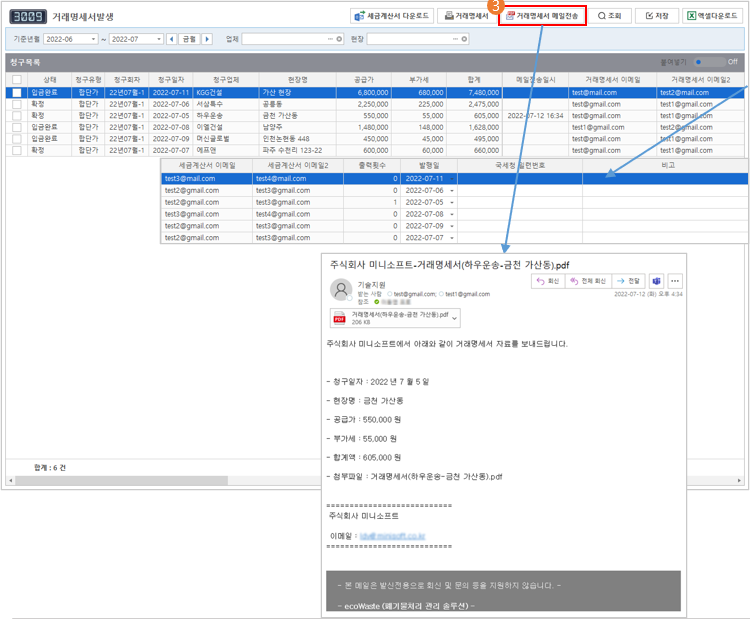 3009 거래명세서발생
세금계산서 다운로드 거래명세서 3 거래명세서 메일전송 조회 저장 엑셀다운로드
기준년월 2022-06 ~ 2022-07 금월 업체 현장
청구목록 Off
상태 청구유형 청구회차 청구일자 청구업체 현장명 공급가 부가세 합계 메일전송일시 거래명세서 이메일 거래명세서 이메일2
입금완료 합단가 22년07월-1 2022-07-11 KGG건설 가산 현장 6,800,000 680,000 7,480,000 test@mail.com test2@mail.com
확정 합단가 22년07월-1 2022-07-06 서삼특수 공릉동 2,250,000 225,000 2,475,000 test@gmail.com test1@gmail.com
확정 합단가 22년07월-1 2022-07-05 하우운송 금천 가산동 550,000 55,000 605,000 2022-07-12 16:34 test@gmail.com test1@gmail.com
입금완료 합단가 22년07월-1 2022-07-08 이엘건설 남양주 1,480,000 148,000 1,628,000 test1@gmail.com test2@gmail.com
입금완료 합단가 22년07월-1 2022-07-09 머신글로벌 인천논현동 448 450,000 45,000 495,000 test@gmail.com test1@gmail.com
확정 합단가 22년07월-1 2022-07-07 에프엔 파주 수천리 123-22 600,000 60,000 660,000 test@gmail.com test1@gmail.com
세금계산서 이메일 세금계산서 이메일2 출력횟수 발행일 국세청 일련번호 비고
test3@mail.com test4@mail.com 0 2022-07-11
test2@gmail.com test3@gmail.com 0 2022-07-06
test2@gmail.com test3@gmail.com 1 2022-07-05
test3@gmail.com test4@gmail.com 0 2022-07-08
test2@gmail.com test3@gmail.com 0 2022-07-09
test2@gmail.com test3@gmail.com 0 2022-07-07
주식회사 미니소프트-거래명세서(하우운송-금천 가산동).pdf
기술지원
회신 전체 회신 전달
받는 사람 test@gmail.com; test1@gmail.com
2022-07-12 (화) 오후 4:34
참조
PDF 거래명세서(하우운송-금천 가산동).pdf
206 KB
주식회사 미니소프트에서 아래와 같이 거래명세서 자료를 보내드립니다.
- 청구일자 : 2022 년 7 월 5 일
- 현장명 : 금천 가산동
- 공급가 : 550,000 원
- 부가세 : 55,000 원
- 합계액 : 605,000 원
- 첨부파일 : 거래명세서(하우운송-금천 가산동).pdf
==========================
주식회사 미니소프트
이메일 :
==========================
- 본 메일은 발신전용으로 회신 및 문의 등을 지원하지 않습니다. -
- ecoWaste (폐기물처리 관리 솔루션) -
합계 : 6 건